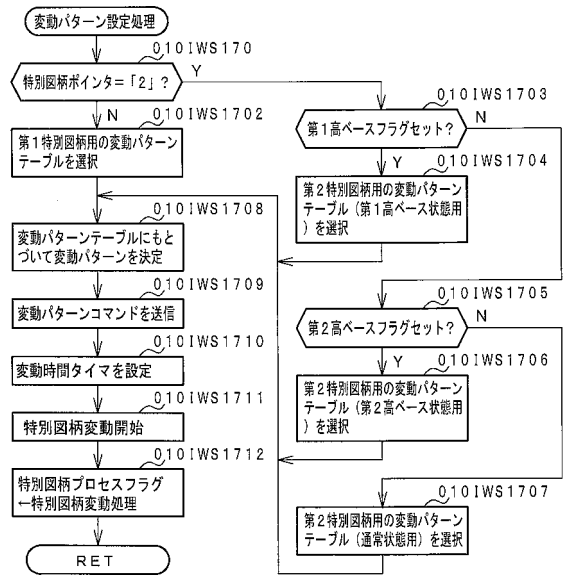 変動パターン設定処理
010IWS170
特別図柄ポインタ=「2」?
Y
N
010IWS1702
第1特別図柄用の変動パターン
テーブルを選択
010IWS1703
第1高ベースフラグセット?
N
Y
010IWS1704
第2特別図柄用の変動パターン
テーブル(第1高ベース状態用
)を選択
010IWS1708
変動パターンテーブルにもと
づいて変動パターンを決定
010IWS1709
変動パターンコマンドを送信
010IWS1710
変動時間タイマを設定
010IWS1711
特別図柄変動開始
010IWS1712
特別図柄プロセスフラグ
←特別図柄変動処理
RET
010IWS1705
第2高ベースフラグセット?
N
Y
010IWS1706
第2特別図柄用の変動パターン
テーブル(第2高ベース状態用
)を選択
010IWS1707
第2特別図柄用の変動パターン
テーブル(通常状態用)を選択